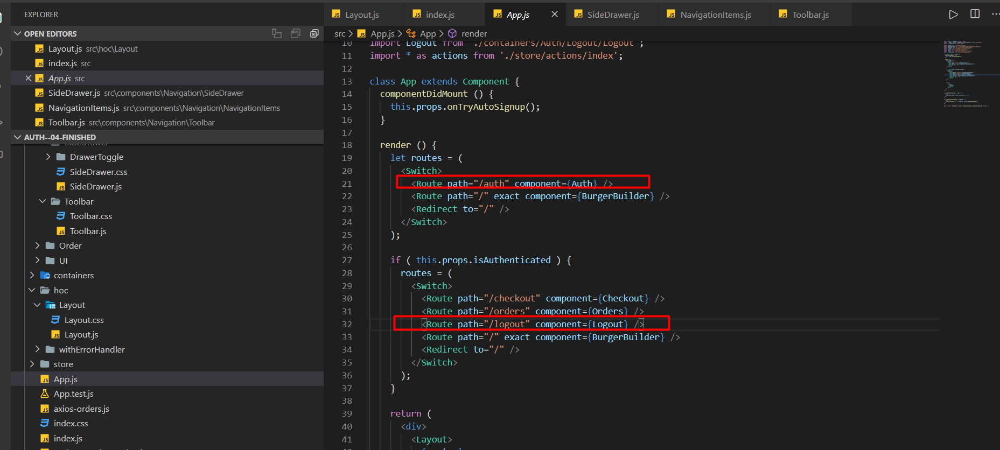 EXPLORER
OPEN EDITORS
Layout.js src\hoc\Layout
index.js src
App.js src
SideDrawer.js src\components\Navigation\SideDrawer
NavigationItems.js src\components\Navigation\NavigationItems
Toolbar.js src\components\Navigation\Toolbar
AUTH--04-FINISHED
SideDrawer
DrawerToggle
SideDrawer.css
SideDrawer.js
Toolbar
Toolbar.css
Toolbar.js
Order
UI
containers
hoc
Layout
Layout.css
Layout.js
withErrorHandler
store
App.js
App.test.js
axios-orders.js
index.css
index.js
Layout.js index.js App.js SideDrawer.js NavigationItems.js Toolbar.js
src > App.js > App > render
10 import Logout from './containers/Auth/Logout/Logout';
11 import * as actions from './store/actions/index';
12
13 class App extends Component {
14 componentDidMount () {
15 this.props.onTryAutoSignup();
16 }
17
18 render () {
19 let routes = (
20 <Switch>
21 <Route path="/auth" component={Auth} />
22 <Route path="/" exact component={BurgerBuilder} />
23 <Redirect to="/" />
24 </Switch>
25 );
26
27 if ( this.props.isAuthenticated ) {
28 routes = (
29 <Switch>
30 <Route path="/checkout" component={Checkout} />
31 <Route path="/orders" component={Orders} />
32 <Route path="/logout" component={Logout} />
33 <Route path="/" exact component={BurgerBuilder} />
34 <Redirect to="/" />
35 </Switch>
36 );
37 }
38
39 return (
40 <div>
41 <Layout>